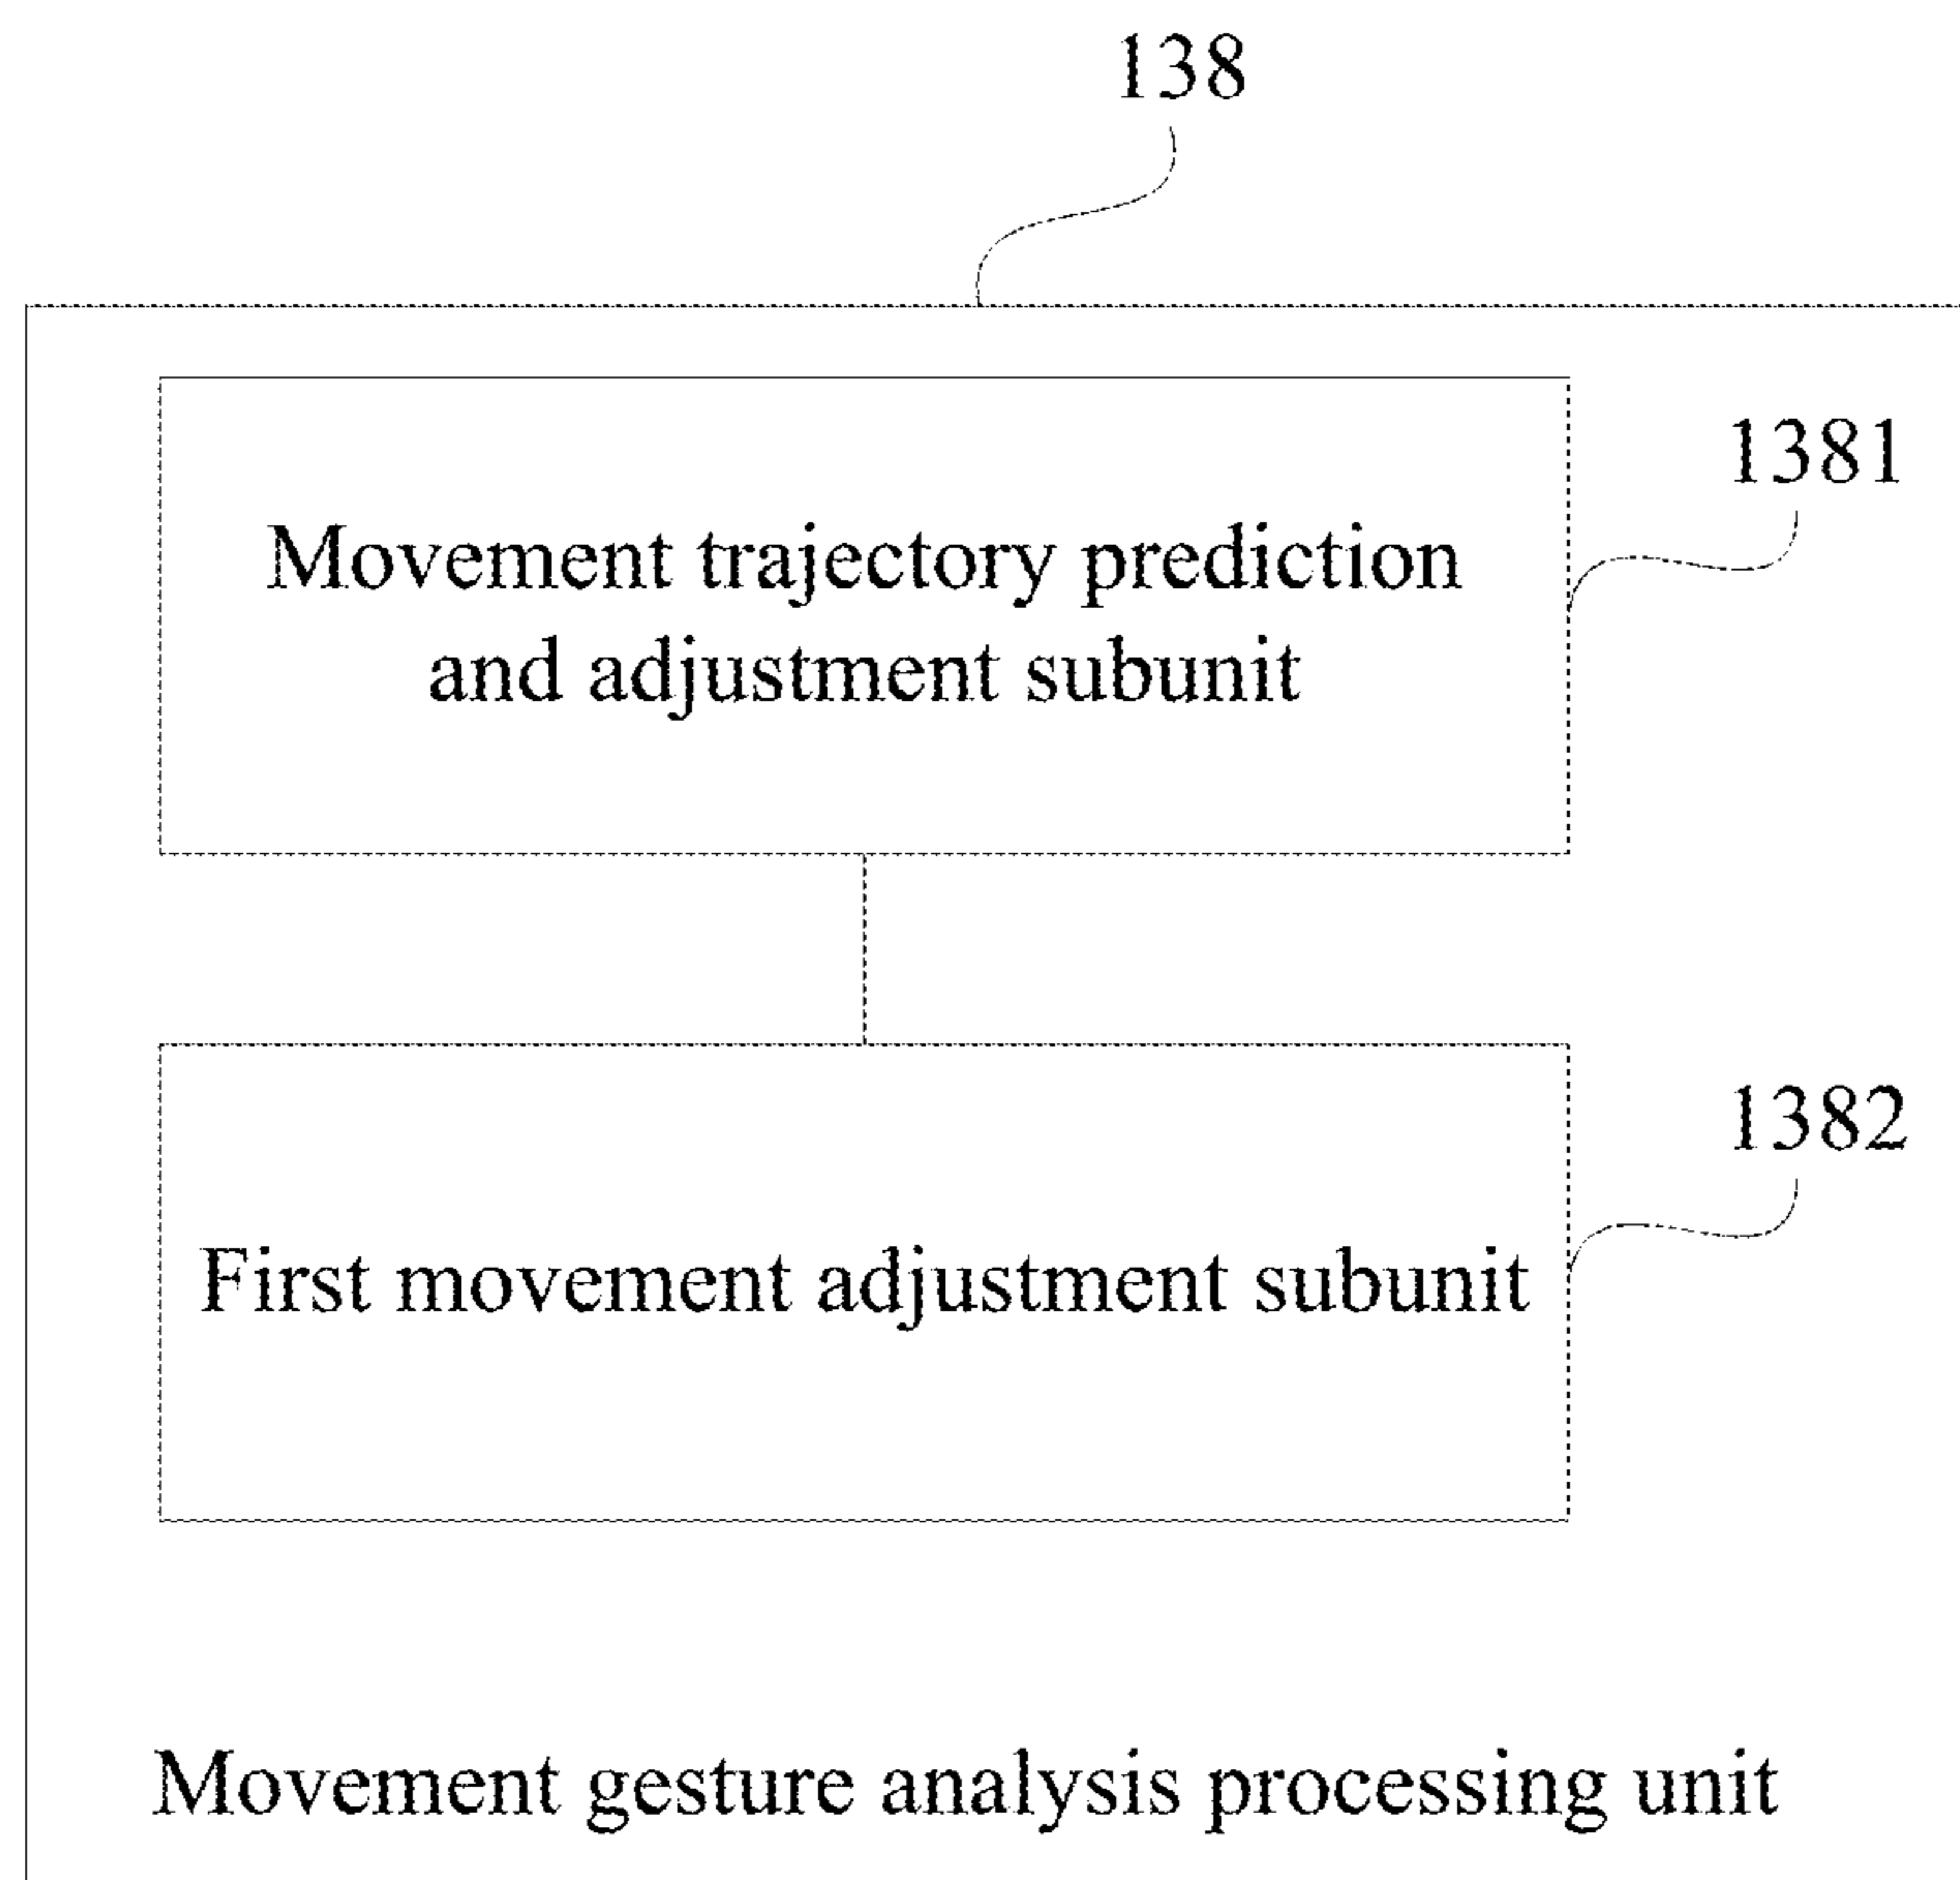 138
1381
Movement trajectory prediction
and adjustment subunit
1382
First movement adjustment subunit
Movement gesture analysis processing unit